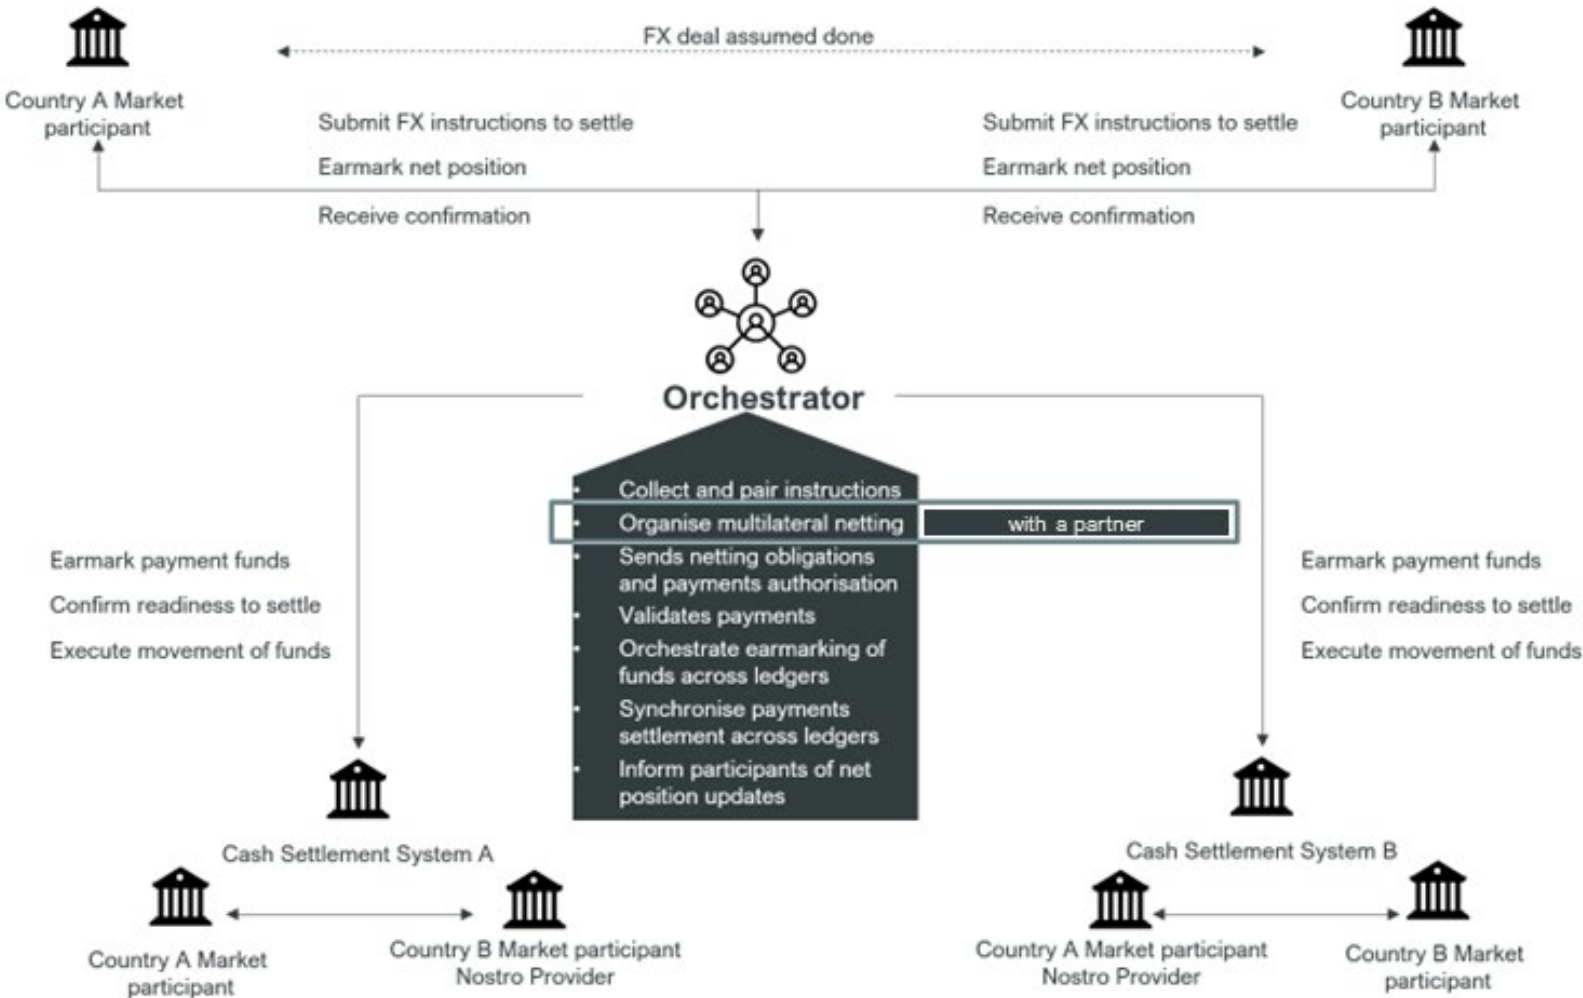 FX deal assumed done
Country A Market
participant
Country B Market
participant
Submit FX instructions to settle
Earmark net position
Receive confirmation
Submit FX instructions to settle
Earmark net position
Receive confirmation
Orchestrator
• Collect and pair instructions
• Organise multilateral netting
with a partner
• Sends netting obligations
and payments authorisation
• Validates payments
• Orchestrate earmarking of
funds across ledgers
• Synchronise payments
settlement across ledgers
• Inform participants of net
position updates
Earmark payment funds
Confirm readiness to settle
Execute movement of funds
Earmark payment funds
Confirm readiness to settle
Execute movement of funds
Cash Settlement System A
Country A Market
participant
Country B Market participant
Nostro Provider
Cash Settlement System B
Country A Market participant
Nostro Provider
Country B Market
participant